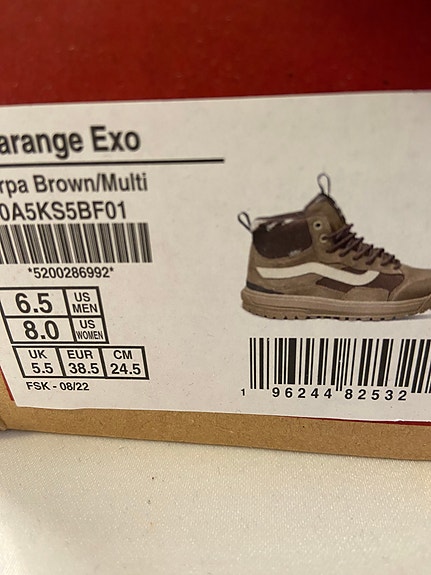 arange Exo
rpa Brown/Multi
0A5KS5BF01
*5200286992*
6.5 US MEN
8.0 US WOMEN
UK 5.5 EUR 38.5 CM 24.5
FSK - 08/22
1 96244 82532